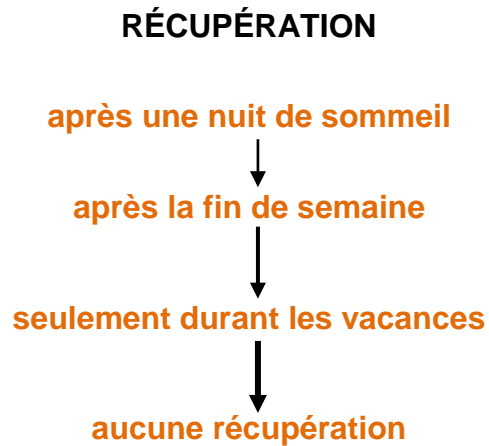 RÉCUPÉRATION
après une nuit de sommeil
après la fin de semaine
seulement durant les vacances
aucune récupération